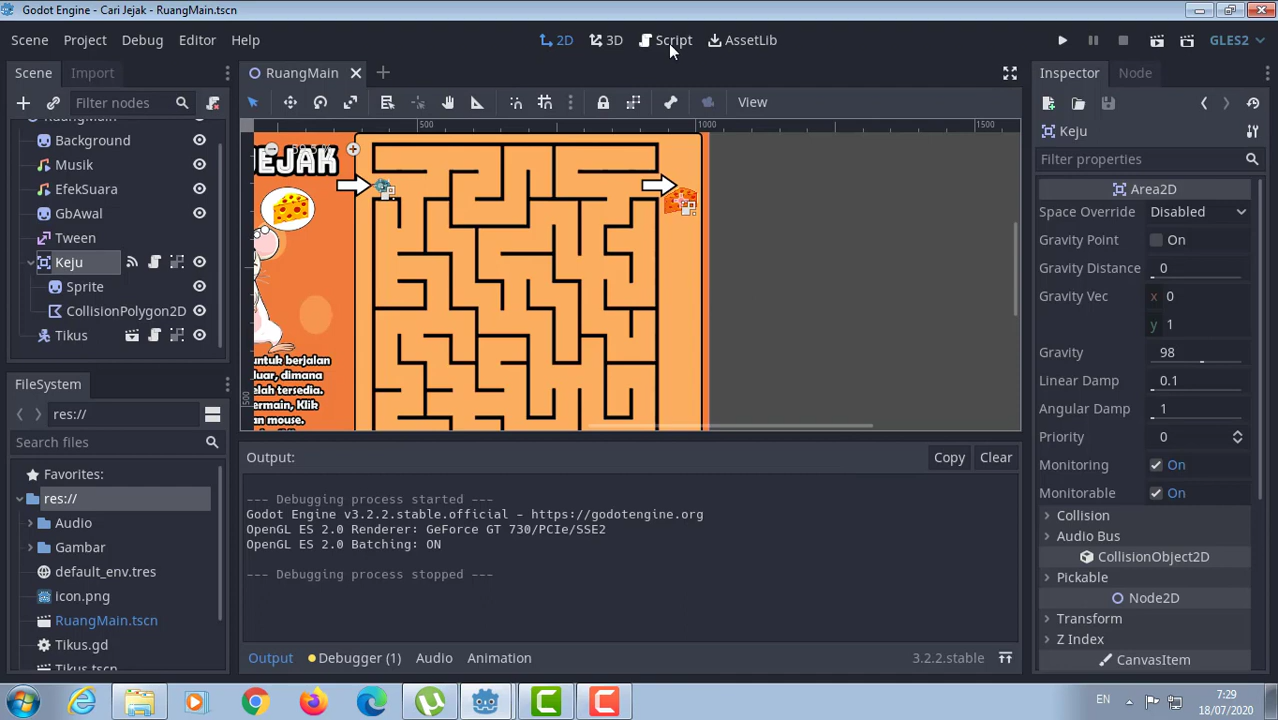 Godot Engine - Cari Jejak - RuangMain.tscn
Scene Project Debug Editor Help
2D 3D Script AssetLib
GLES2
Scene Import
Filter nodes
Background
Musik
EfekSuara
GbAwal
Tween
Keju
Sprite
CollisionPolygon2D
Tikus
FileSystem
res://
Search files
Favorites:
res://
Audio
Gambar
default_env.tres
icon.png
RuangMain.tscn
Tikus.gd
RuangMain
View
500 1000 1500
EJAK
untuk berjalan
luar, dimana
elah tersedia.
ermain, Klik
an mouse.
Output:
Copy Clear
--- Debugging process started ---
Godot Engine v3.2.2.stable.official - https://godotengine.org
OpenGL ES 2.0 Renderer: GeForce GT 730/PCIe/SSE2
OpenGL ES 2.0 Batching: ON
--- Debugging process stopped ---
Output Debugger (1) Audio Animation 3.2.2.stable
Inspector Node
Keju
Filter properties
Area2D
Space Override Disabled
Gravity Point On
Gravity Distance 0
Gravity Vec x 0
y 1
Gravity 98
Linear Damp 0.1
Angular Damp 1
Priority 0
Monitoring On
Monitorable On
Collision
Audio Bus
CollisionObject2D
Pickable
Node2D
Transform
Z Index
CanvasItem
EN
7:29
18/07/2020